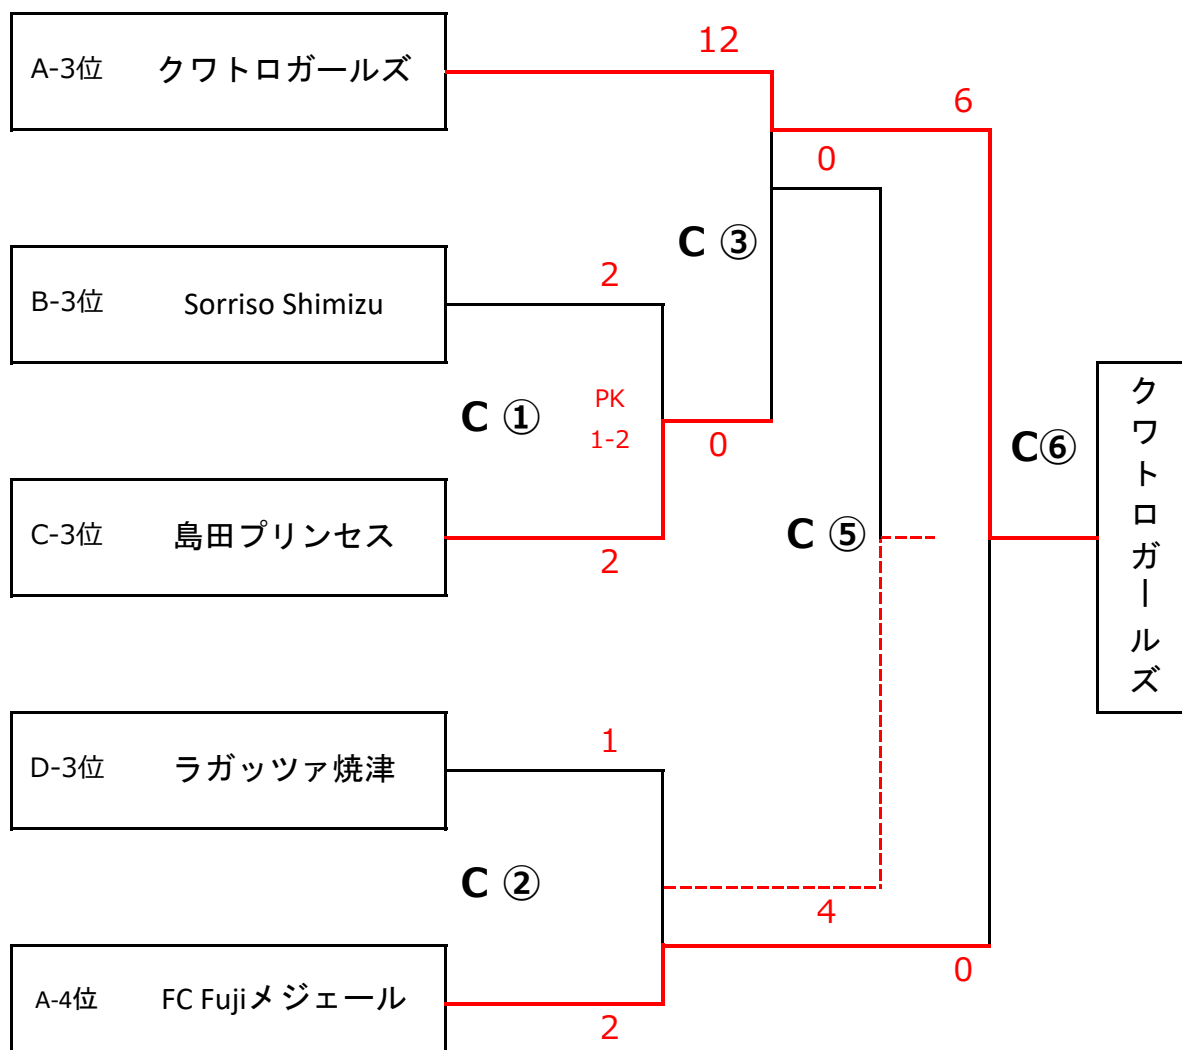 12
A-3位 クワトロガールズ
6
0
C ③
2
B-3位 Sorriso Shimizu
クワトロガールズ
PK
C ①
1-2
0
C⑥
C-3位 島田プリンセス
C ⑤
2
1
D-3位 ラガッツァ焼津
C ②
4
0
A-4位 FC Fujiメジェール
2